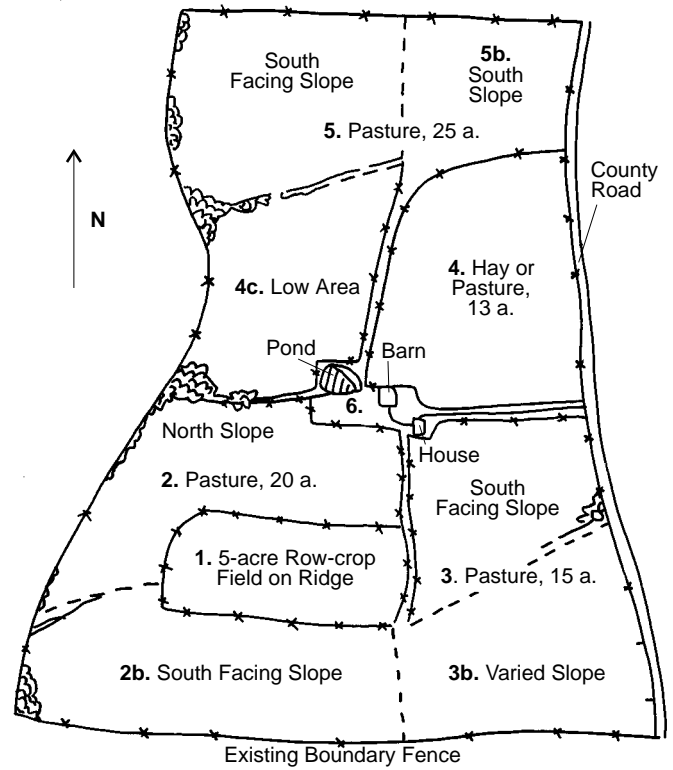 South
Facing Slope
5b.
South
Slope
5. Pasture, 25 a.
County
Road
N
4c. Low Area
4. Hay or
Pasture,
13 a.
Pond
Barn
6.
North Slope
House
2. Pasture, 20 a.
South
Facing Slope
1. 5-acre Row-crop
Field on Ridge
3. Pasture, 15 a.
2b. South Facing Slope
3b. Varied Slope
Existing Boundary Fence